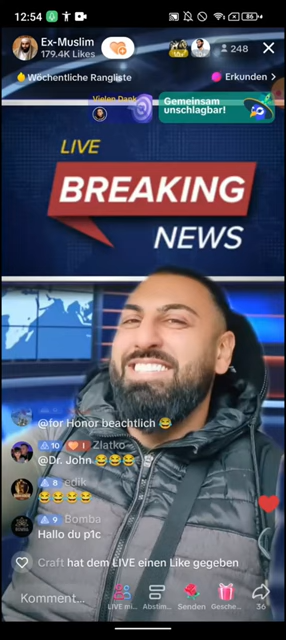 12:54
86
Ex-Muslim
179.4K Likes
248
Wöchentliche Rangliste
Erkunden >
Vielen Dank
Gemeinsam
unschlagbar!
LIVE
BREAKING
NEWS
@for Honor beachtlich 😂
10 1 Zlatko
@Dr. John 😂😂😂
8 edik
😂😂😂😂
9 Bomba
Hallo du p1c
Craft hat dem LIVE einen Like gegeben
Komment...
LIVE mi...
Abstim...
Senden
Gesche...
36